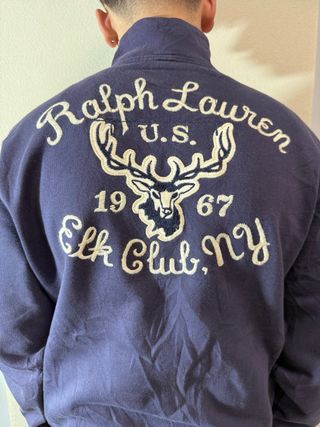 Ralph Lauren
U.S.
19 67
Elk Club, NY